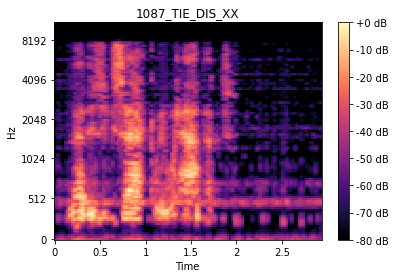 1087_TIE_DIS_XX
+0 dB
8192
-10 dB
4096
-20 dB
-30 dB
2048
Hz
-40 dB
1024
-50 dB
512
-60 dB
-70 dB
0
-80 dB
0 0.5 1 1.5 2 2.5
Time